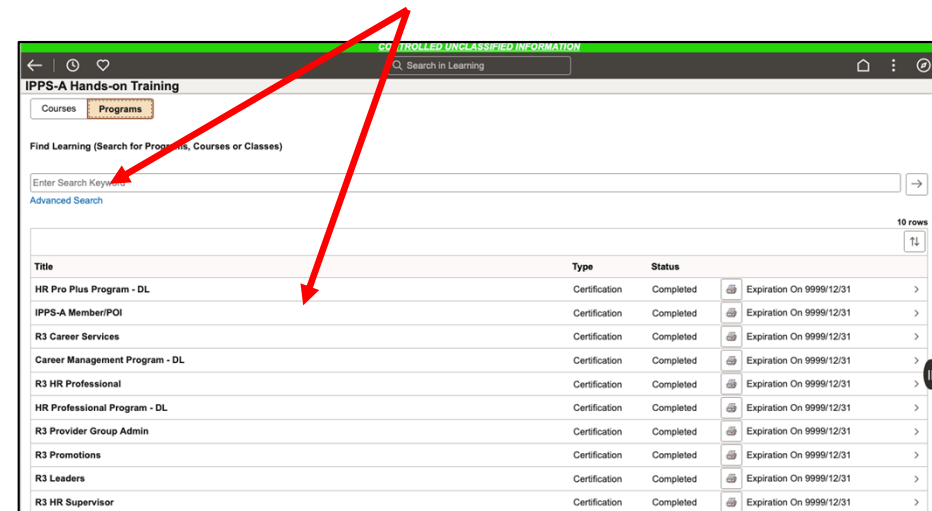 CONTROLLED UNCLASSIFIED INFORMATION
Search in Learning
IPPS-A Hands-on Training
Courses Programs
Find Learning (Search for Programs, Courses or Classes)
Enter Search Keyword
Advanced Search
10 rows
Title Type Status
HR Pro Plus Program - DL Certification Completed Expiration On 9999/12/31
IPPS-A Member/POI Certification Completed Expiration On 9999/12/31
R3 Career Services Certification Completed Expiration On 9999/12/31
Career Management Program - DL Certification Completed Expiration On 9999/12/31
R3 HR Professional Certification Completed Expiration On 9999/12/31
HR Professional Program - DL Certification Completed Expiration On 9999/12/31
R3 Provider Group Admin Certification Completed Expiration On 9999/12/31
R3 Promotions Certification Completed Expiration On 9999/12/31
R3 Leaders Certification Completed Expiration On 9999/12/31
R3 HR Supervisor Certification Completed Expiration On 9999/12/31